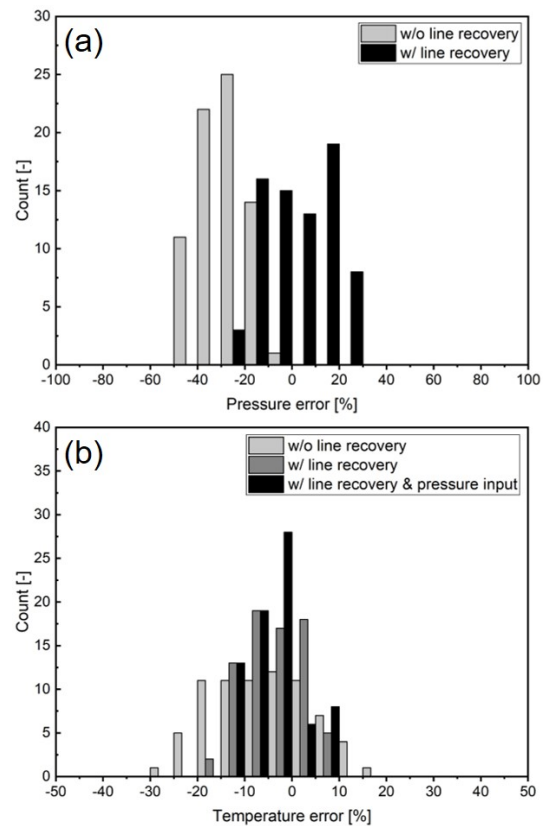 (a)
w/o line recovery
w/ line recovery
30
25
20
15
10
5
0
Count [-]
-100 -80 -60 -40 -20 0 20 40 60 80 100
Pressure error [%]
(b)
w/o line recovery
w/ line recovery
w/ line recovery & pressure input
40
35
30
25
20
15
10
5
0
Count [-]
-50 -40 -30 -20 -10 0 10 20 30 40 50
Temperature error [%]